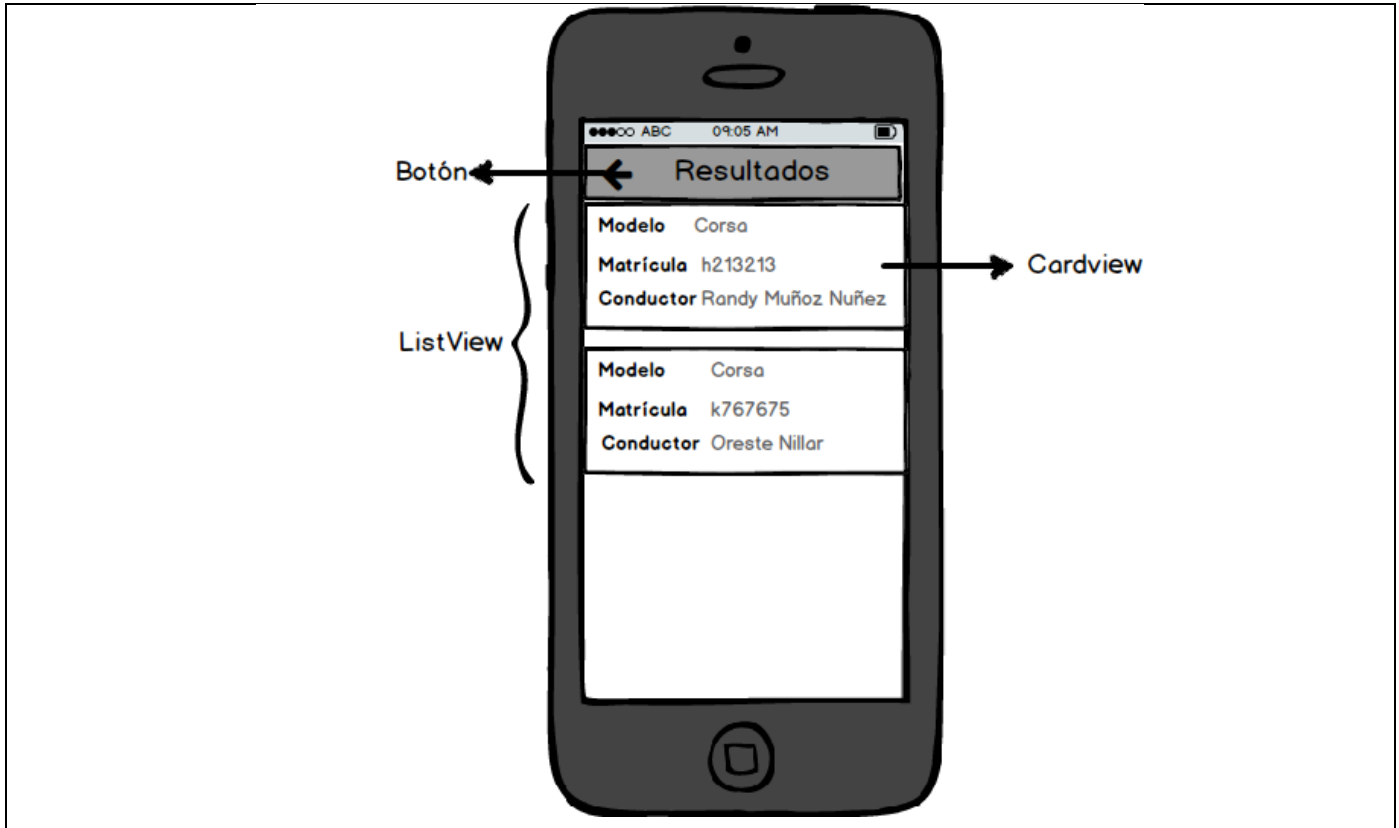 ABC 09:05 AM
Botón
Resultados
Modelo Corsa
Matrícula h213213
Conductor Randy Muñoz Nuñez
Cardview
ListView
Modelo Corsa
Matrícula k767675
Conductor Oreste Nillar